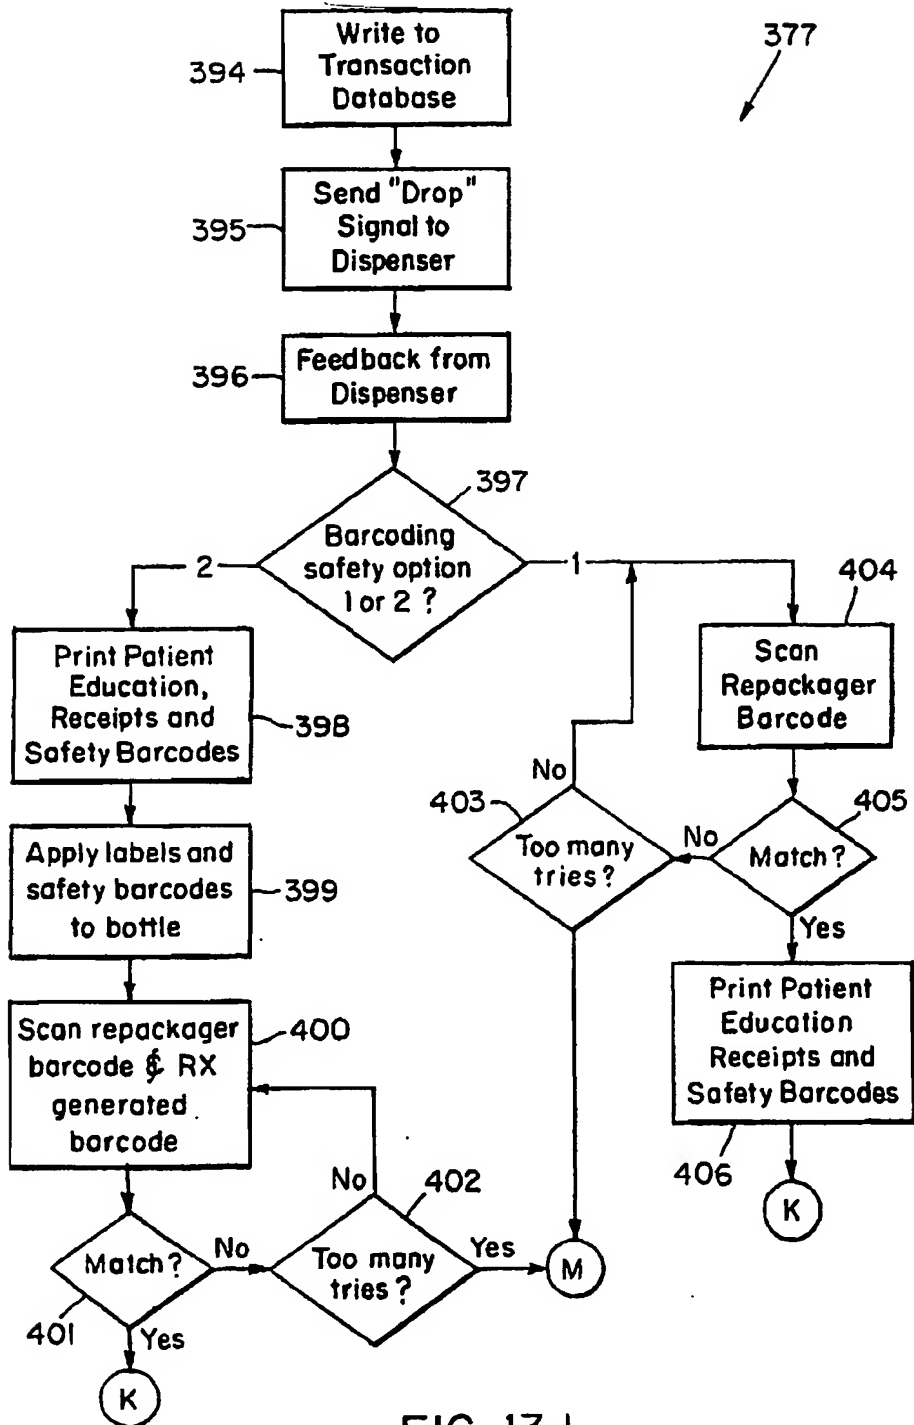 377
394
Write to
Transaction
Database
395
Send "Drop"
Signal to
Dispenser
396
Feedback from
Dispenser
397
Barcoding
safety option
1 or 2 ?
2
1
404
Print Patient
Education,
Receipts and
Safety Barcodes
398
Scan
Repackager
Barcode
No
403
Too many
tries?
No
405
Match?
Yes
Apply labels and
safety barcodes
to bottle
399
Print Patient
Education
Receipts and
Safety Barcodes
406
K
Scan repackager
barcode & RX
generated
barcode
400
No
402
Match?
No
Too many
tries?
Yes
M
401
Yes
K